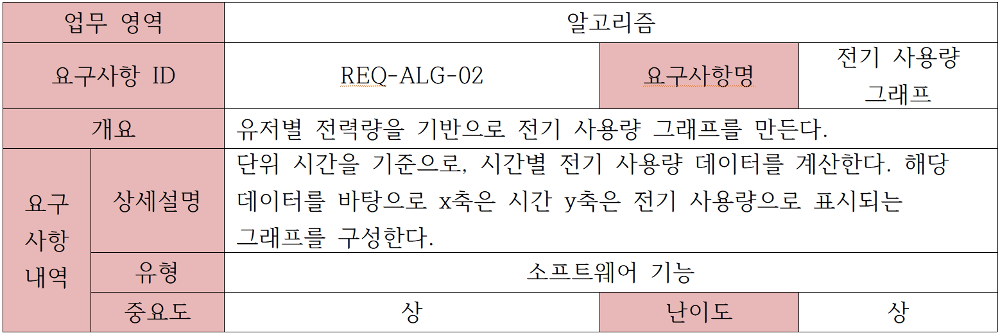 업무 영역
알고리즘
요구사항 ID
REQ-ALG-02
요구사항명
전기 사용량
그래프
개요
유저별 전력량을 기반으로 전기 사용량 그래프를 만든다.
요구
사항
내역
상세설명
단위 시간을 기준으로, 시간별 전기 사용량 데이터를 계산한다. 해당
데이터를 바탕으로 x축은 시간 y축은 전기 사용량으로 표시되는
그래프를 구성한다.
유형
소프트웨어 기능
중요도
상
난이도
상